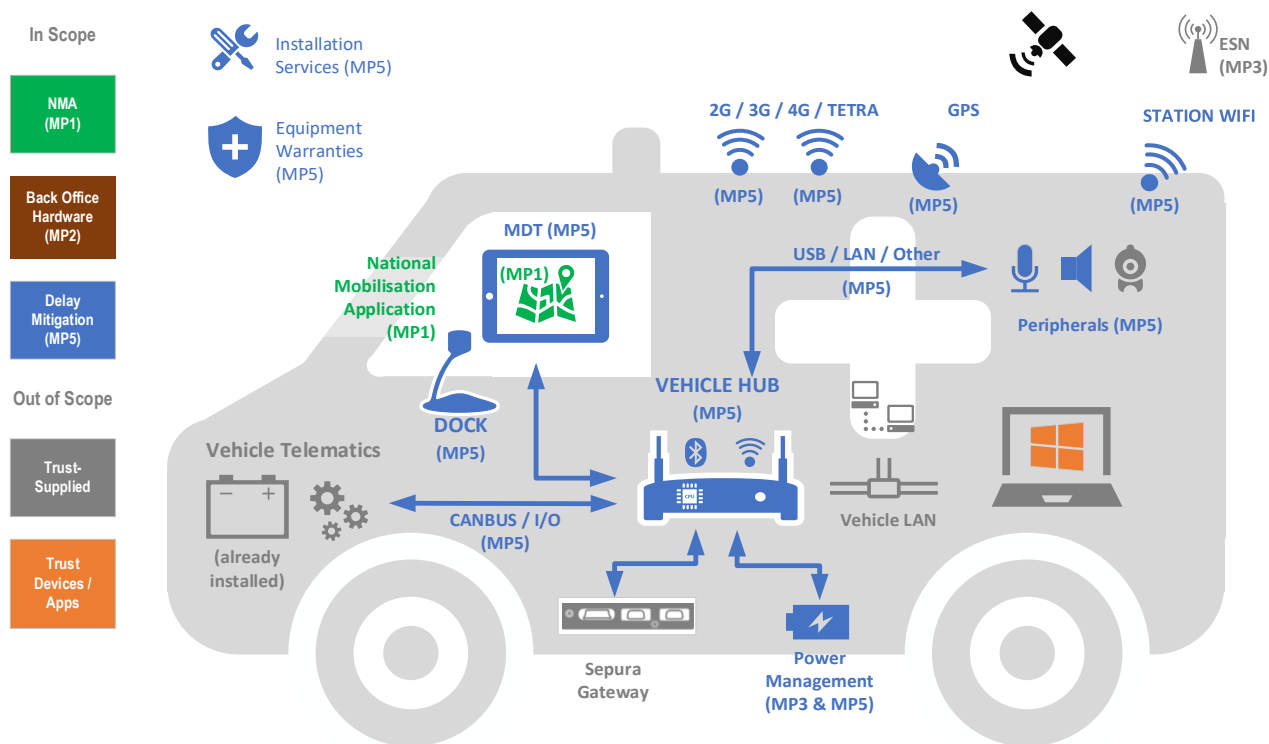 In Scope
NMA
(MP1)
Back Office
Hardware
(MP2)
Delay
Mitigation
(MP5)
Out of Scope
Trust-
Supplied
Trust
Devices /
Apps
Installation
Services (MP5)
Equipment
Warranties
(MP5)
ESN
(MP3)
2G / 3G / 4G / TETRA
(MP5)
(MP5)
GPS
(MP5)
STATION WIFI
(MP5)
MDT (MP5)
(MP1)
National
Mobilisation
Application
(MP1)
USB / LAN / Other
(MP5)
Peripherals (MP5)
DOCK
(MP5)
VEHICLE HUB
(MP5)
CPU
Vehicle Telematics
(already
installed)
CANBUS / I/O
(MP5)
Vehicle LAN
Sepura
Gateway
Power
Management
(MP3 & MP5)